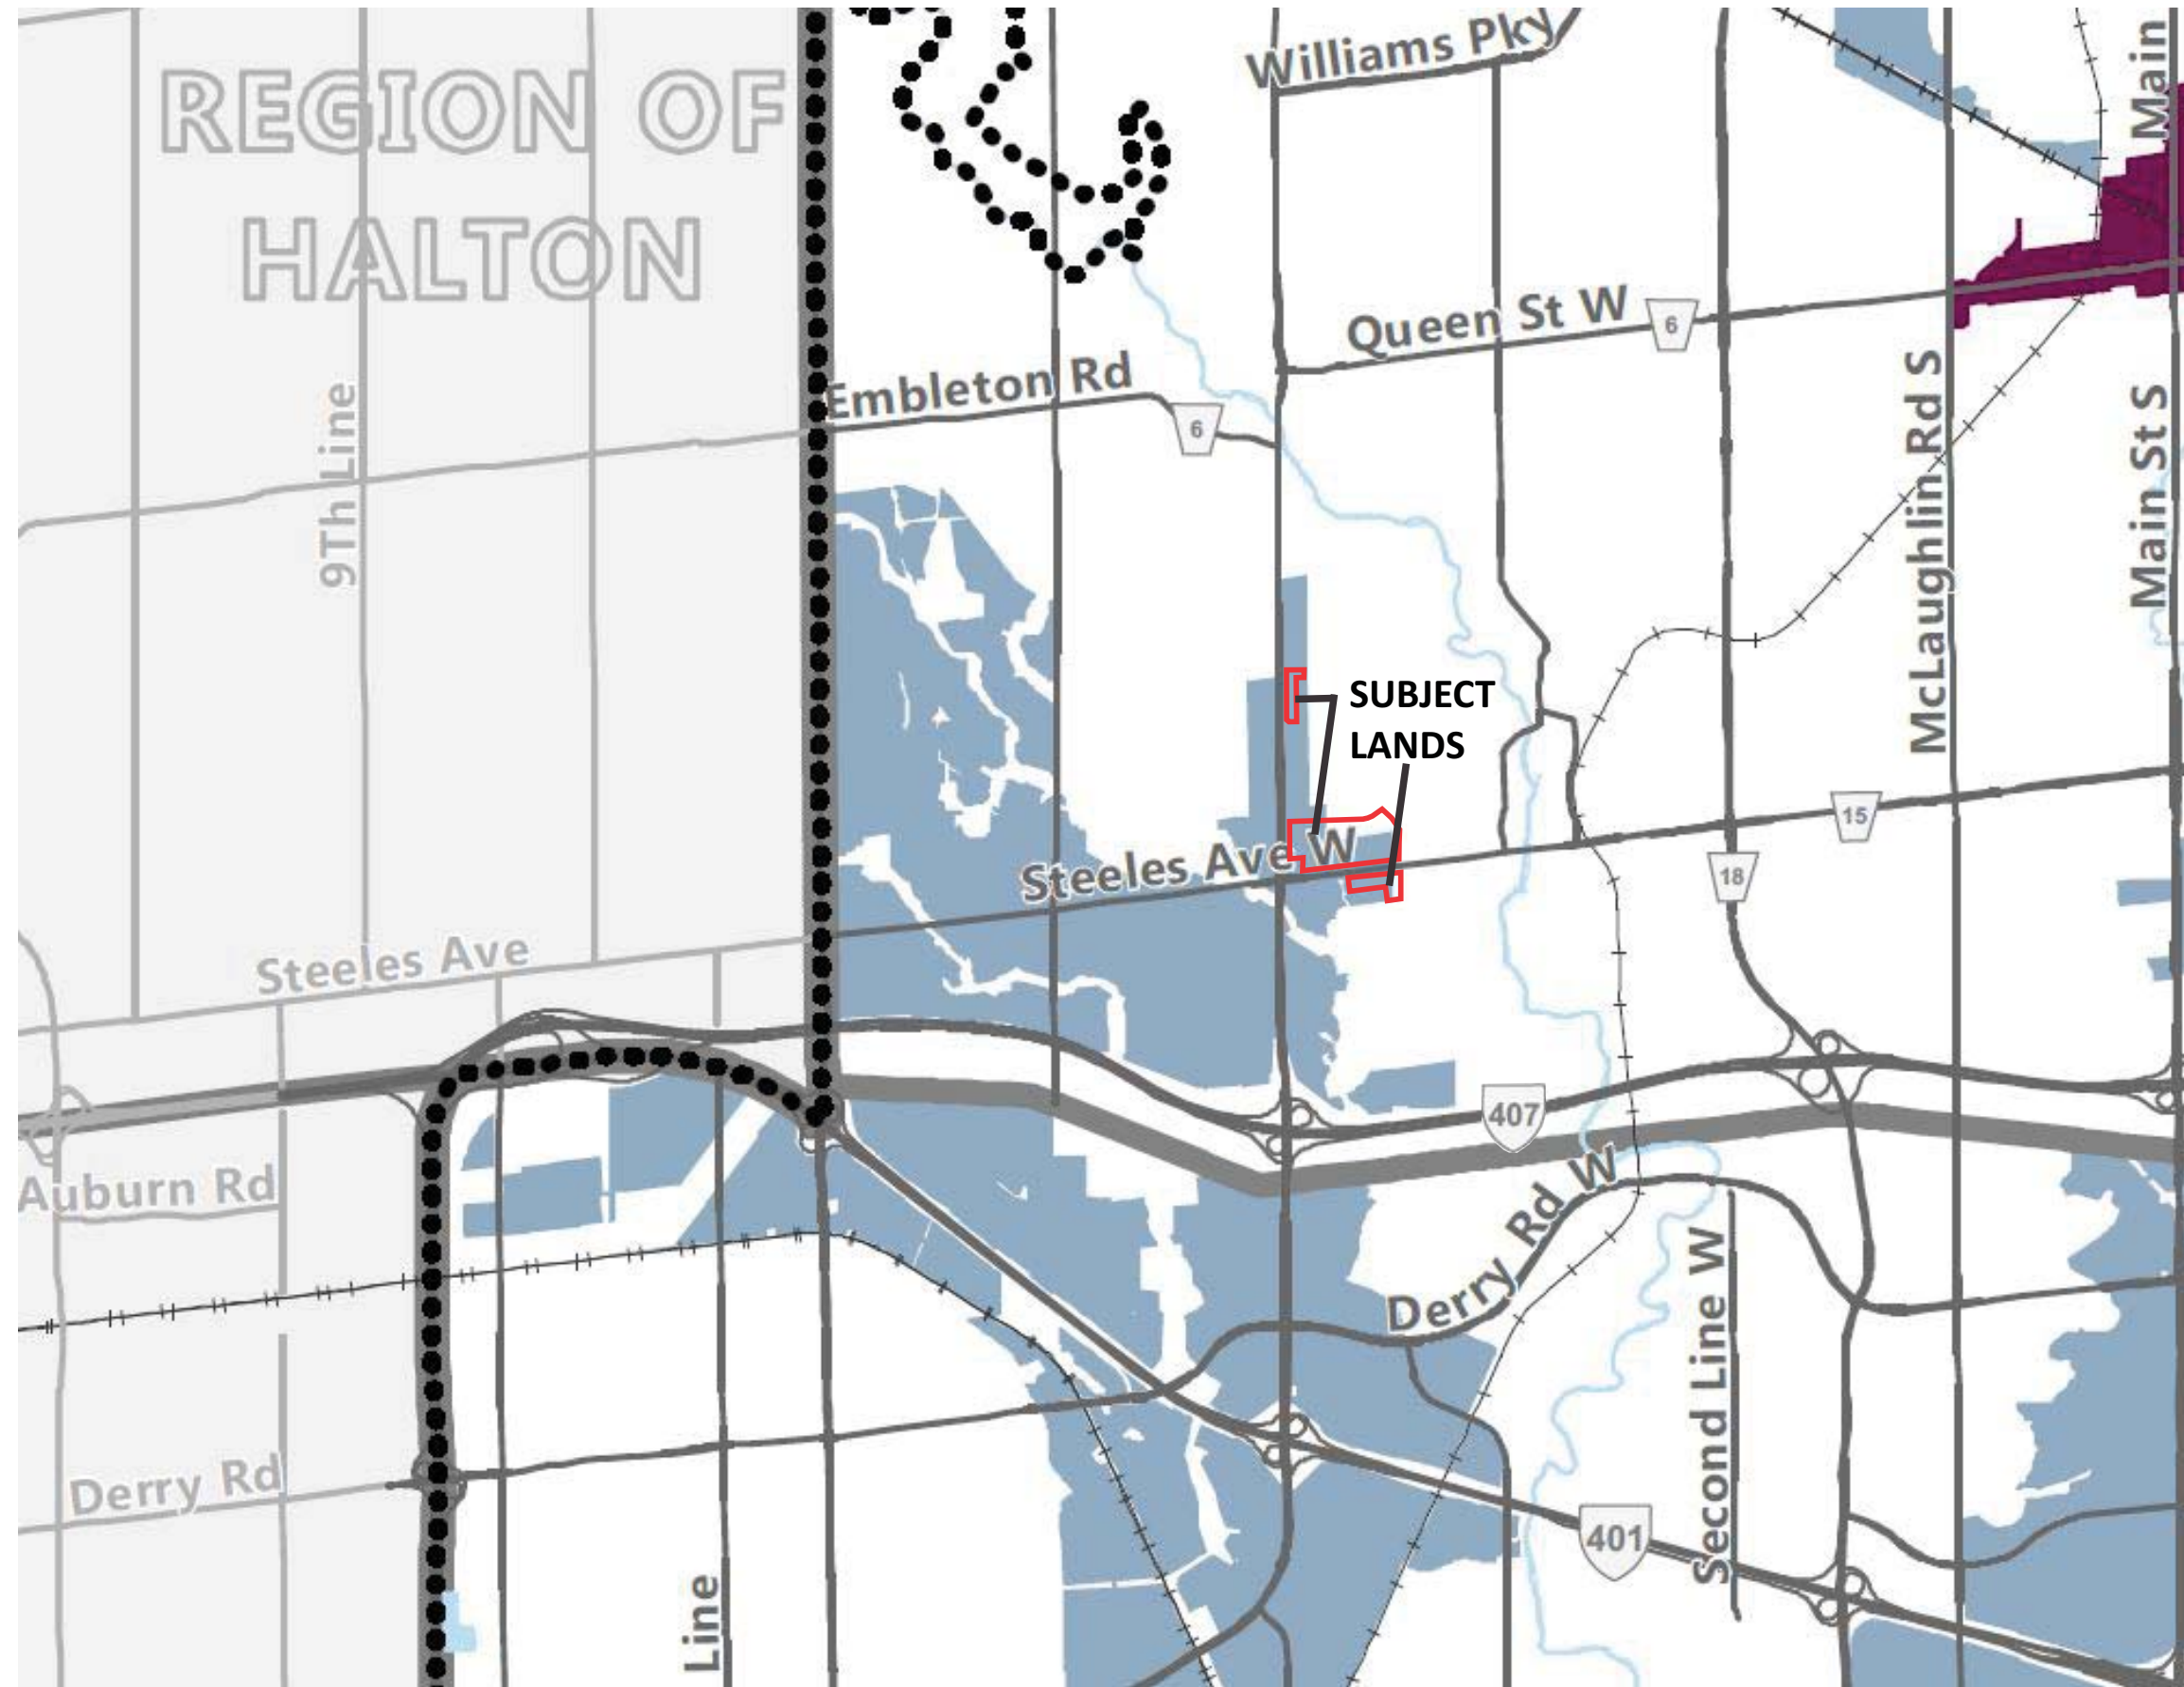 Williams Pky
Main
REGION OF
HALTON
Queen St W
6
Embleton Rd
6
9Th Line
McLaughlin Rd S
Main St S
SUBJECT
LANDS
15
Steeles Ave W
18
Steeles Ave
407
Auburn Rd
Derry Rd W
Second Line W
Derry Rd
401
Line